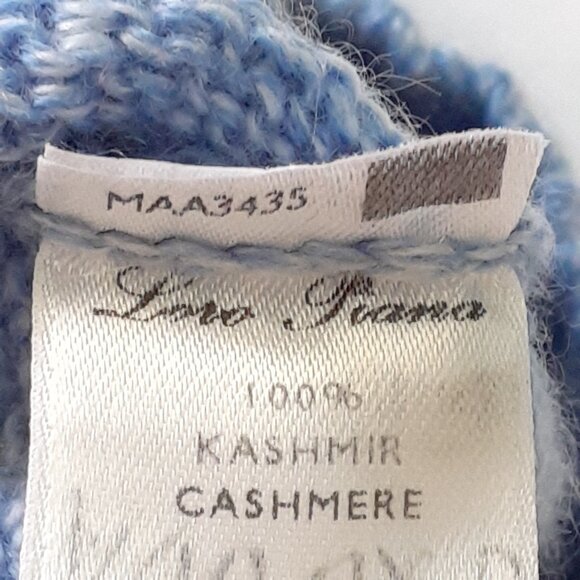 MAA3435
Loro Piana
100%
KASHMIR
CASHMERE